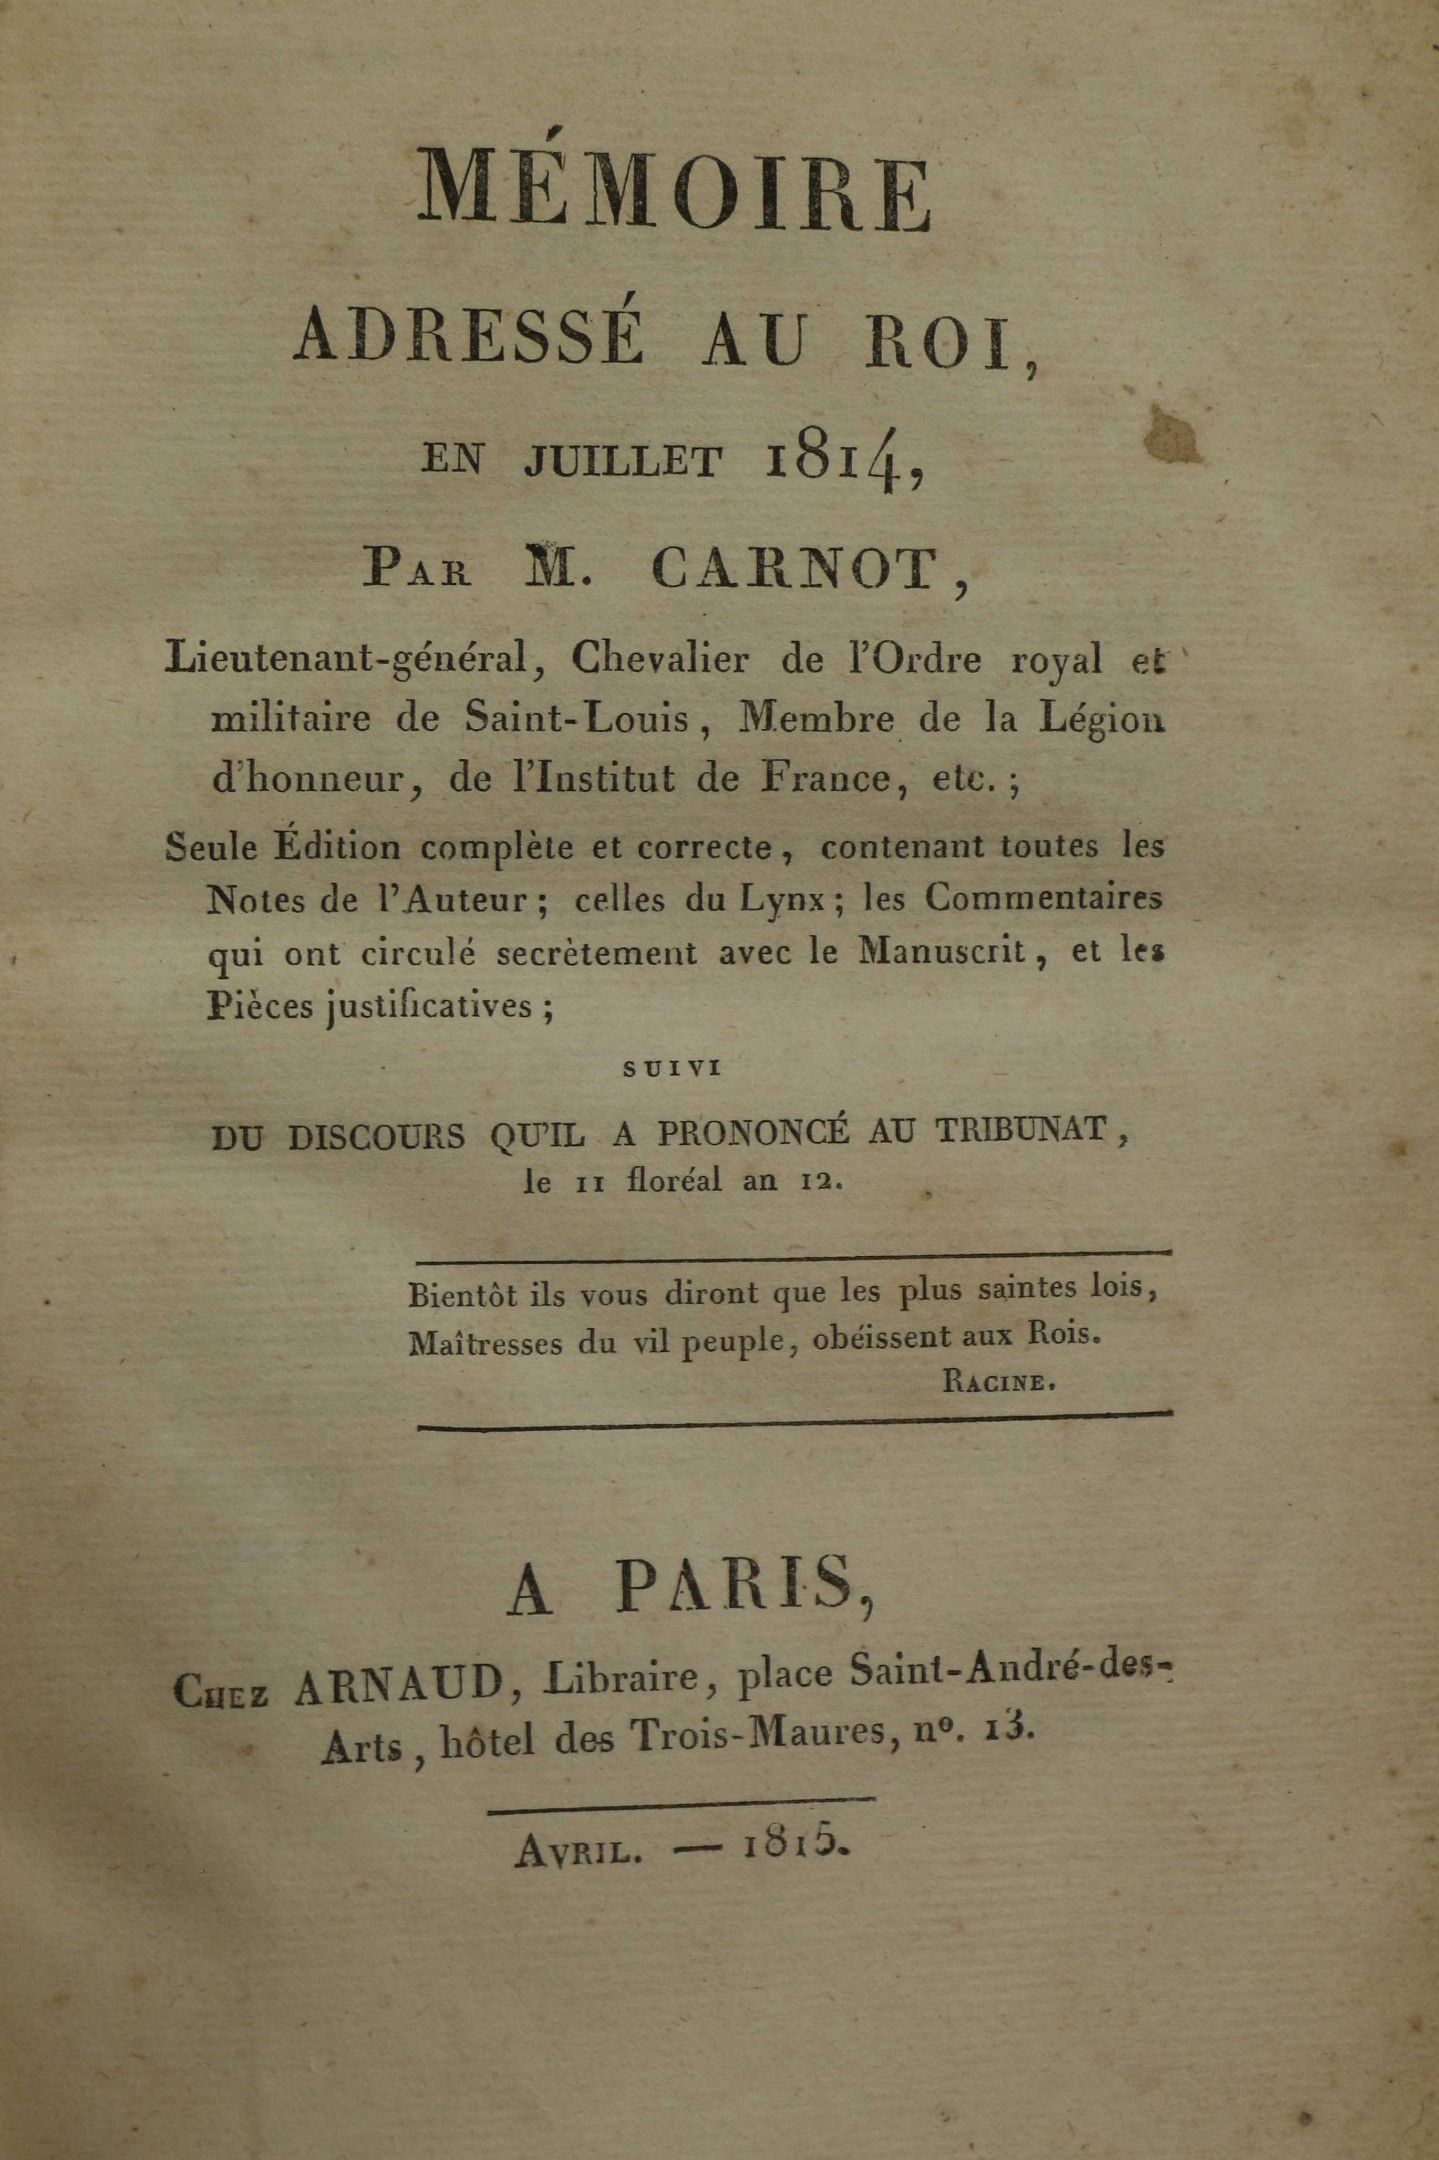 MÉMOIRE
ADRESSÉ AU ROI,
EN JUILLET 1814,
PAR M. CARNOT,
Lieutenant-général, Chevalier de l'Ordre royal et
militaire de Saint-Louis, Membre de la Légion
d'honneur, de l'Institut de France, etc. ;
Seule Édition complète et correcte, contenant toutes les
Notes de l'Auteur ; celles du Lynx ; les Commentaires
qui ont circulé secrètement avec le Manuscrit, et les
Pièces justificatives ;
SUIVI
DU DISCOURS QU'IL A PRONONCÉ AU TRIBUNAT,
le 11 floréal an 12.
Bientôt ils vous diront que les plus saintes lois,
Maîtresses du vil peuple, obéissent aux Rois.
RACINE.
A PARIS,
CHEZ ARNAUD, Libraire, place Saint-André-des-
Arts, hôtel des Trois-Maures, nº. 13.
AVRIL. — 1815.